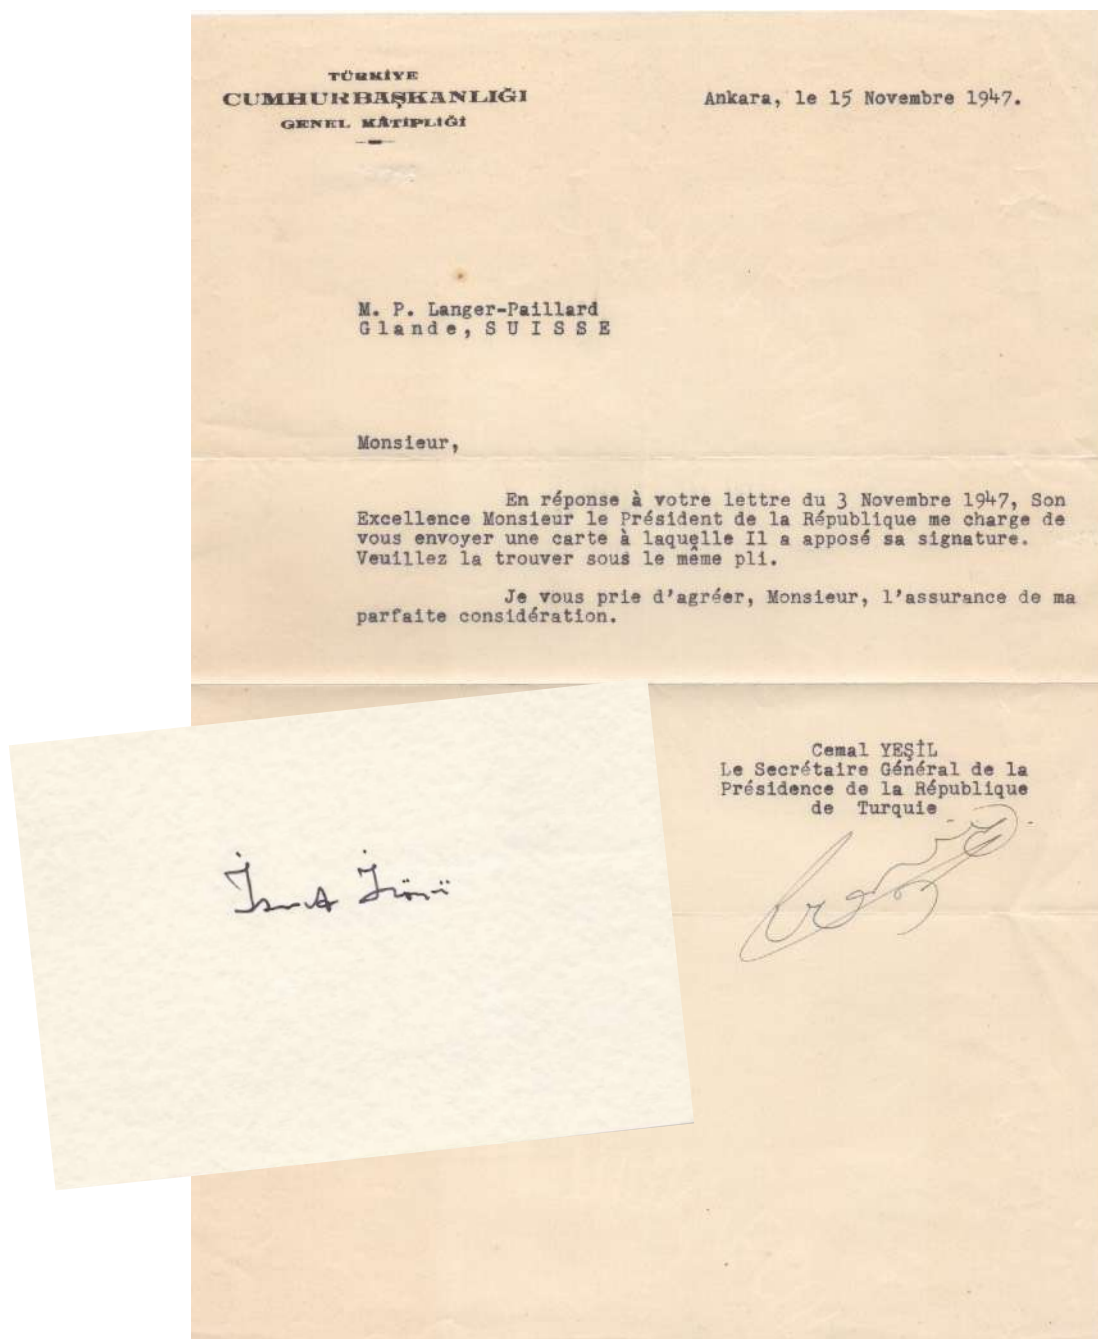 TÜRKİYE
CUMHURBAŞKANLIĞI
GENEL KÂTİPLİĞİ
Ankara, le 15 Novembre 1947.
M. P. Langer-Paillard
Glande, SUISSE
Monsieur,
En réponse à votre lettre du 3 Novembre 1947, Son
Excellence Monsieur le Président de la République me charge de
vous envoyer une carte à laquelle Il a apposé sa signature.
Veuillez la trouver sous le même pli.
Je vous prie d'agréer, Monsieur, l'assurance de ma
parfaite considération.
Cemal YEŞİL
Le Secrétaire Général de la
Présidence de la République
de Turquie
İsmet İnönü